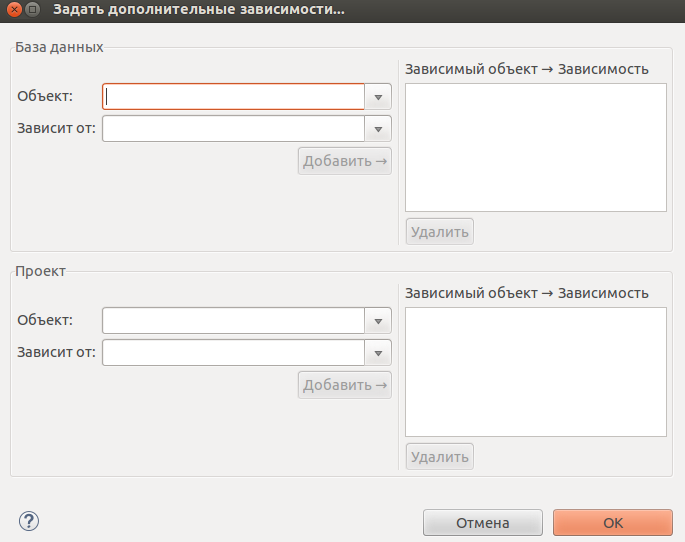 Задать дополнительные зависимости...
База данных
Зависимый объект → Зависимость
Объект:
Зависит от:
Добавить →
Удалить
Проект
Зависимый объект → Зависимость
Объект:
Зависит от:
Добавить →
Удалить
?
Отмена
OK